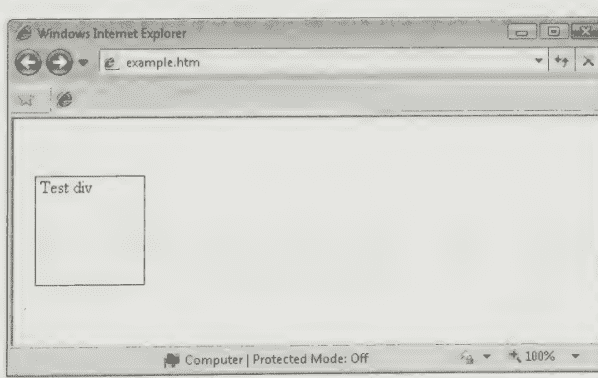 Windows Internet Explorer
example.htm
Test div
Computer | Protected Mode: Off
100%